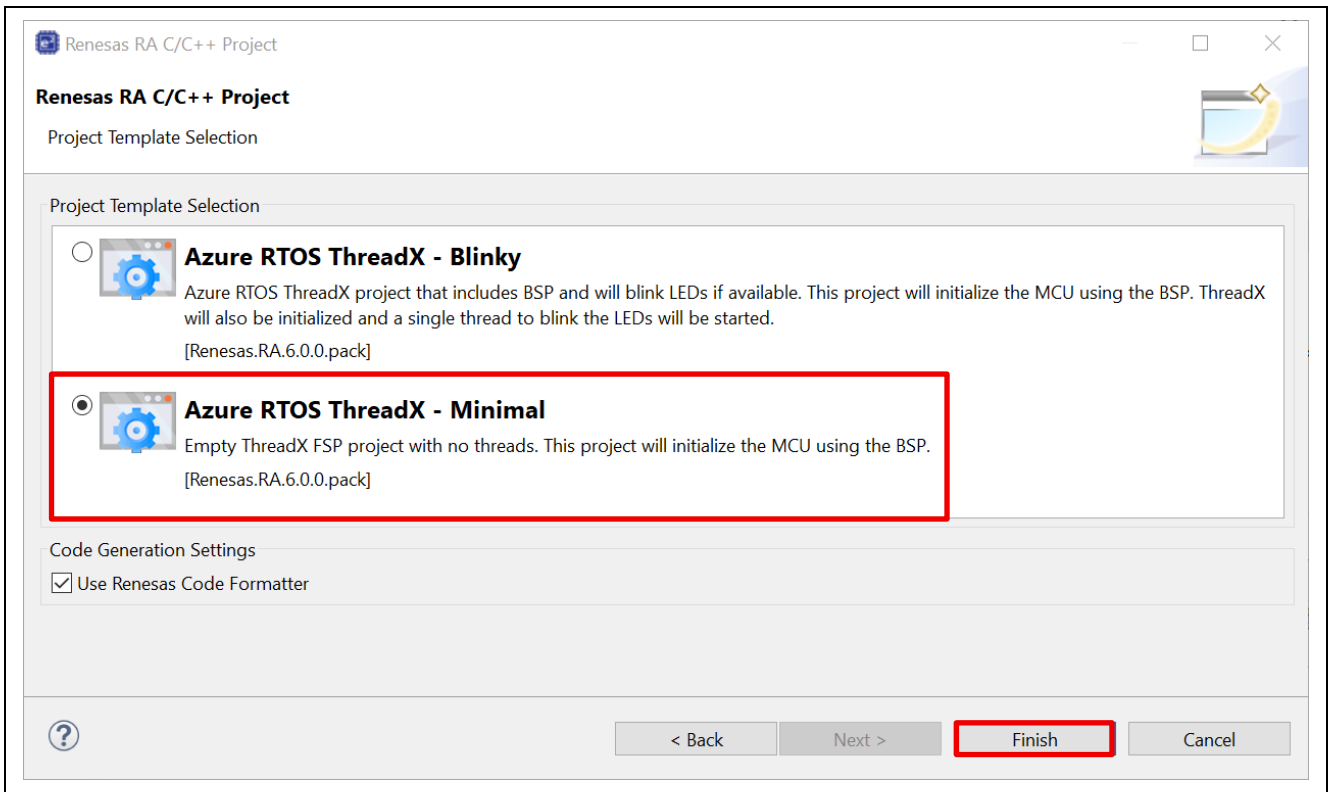 Renesas RA C/C++ Project
Renesas RA C/C++ Project
Project Template Selection
Project Template Selection
Azure RTOS ThreadX - Blinky
Azure RTOS ThreadX project that includes BSP and will blink LEDs if available. This project will initialize the MCU using the BSP. ThreadX
will also be initialized and a single thread to blink the LEDs will be started.
[Renesas.RA.6.0.0.pack]
Azure RTOS ThreadX - Minimal
Empty ThreadX FSP project with no threads. This project will initialize the MCU using the BSP.
[Renesas.RA.6.0.0.pack]
Code Generation Settings
Use Renesas Code Formatter
?
< Back
Next >
Finish
Cancel